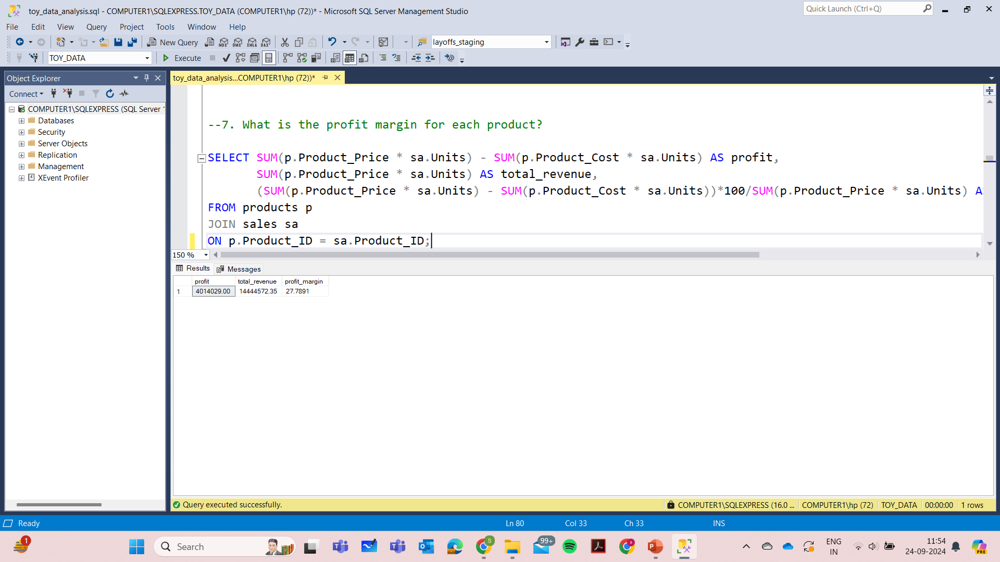 toy_data_analysis.sql - COMPUTER1\SQLEXPRESS.TOY_DATA (COMPUTER1\hp (72))* - Microsoft SQL Server Management Studio
Quick Launch (Ctrl+Q)
File Edit View Query Project Tools Window Help
New Query MDX DMX XMLA DAX layoffs_staging
TOY_DATA Execute
Object Explorer
toy_data_analysis...COMPUTER1\hp (72))*
Connect
COMPUTER1\SQLEXPRESS (SQL Server
Databases
Security
Server Objects
Replication
Management
XEvent Profiler
--7. What is the profit margin for each product?
SELECT SUM(p.Product_Price * sa.Units) - SUM(p.Product_Cost * sa.Units) AS profit,
SUM(p.Product_Price * sa.Units) AS total_revenue,
(SUM(p.Product_Price * sa.Units) - SUM(p.Product_Cost * sa.Units))*100/SUM(p.Product_Price * sa.Units) AS
FROM products p
JOIN sales sa
ON p.Product_ID = sa.Product_ID;
150 %
Results Messages
profit total_revenue profit_margin
1 4014029.00 14444572.35 27.7891
Query executed successfully. COMPUTER1\SQLEXPRESS (16.0 ... COMPUTER1\hp (72) TOY_DATA 00:00:00 1 rows
Ready Ln 80 Col 33 Ch 33 INS
1 Search 99+ ENG IN 11:54 24-09-2024 PRE